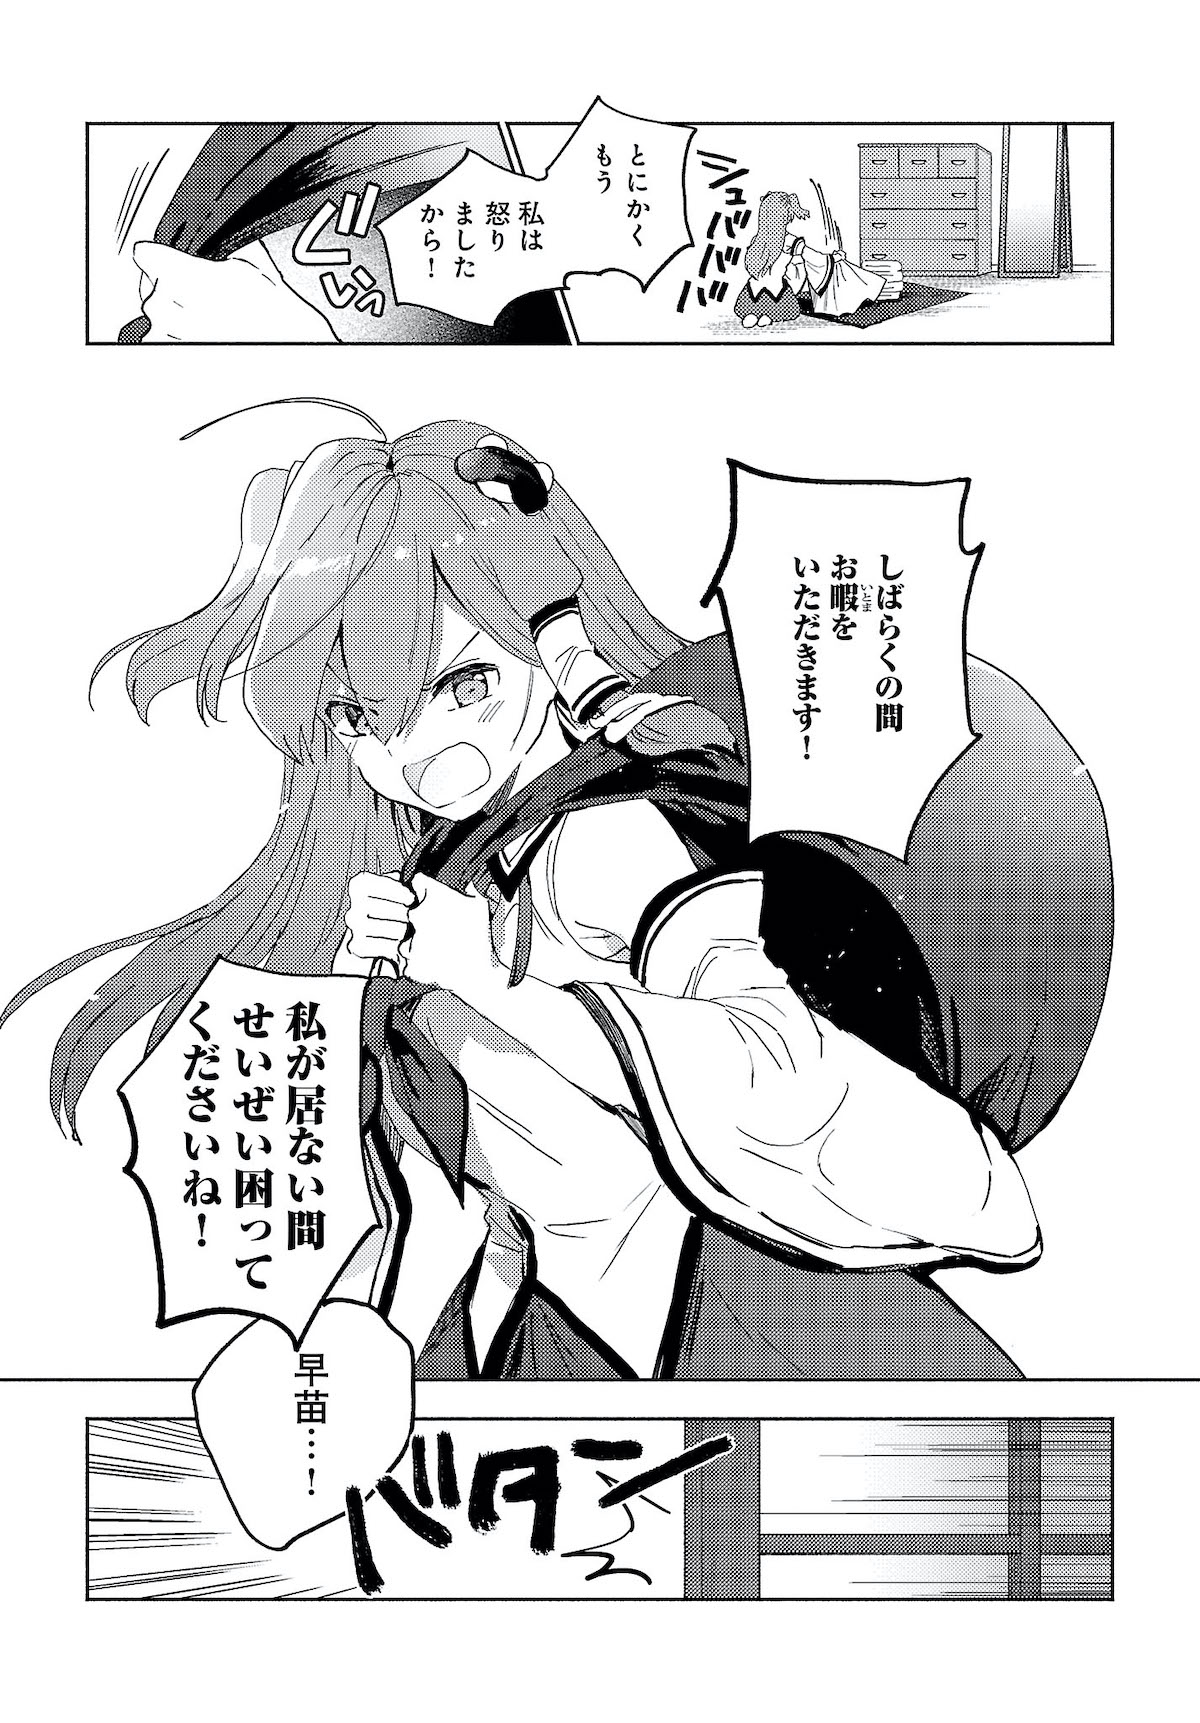 とにかく
もう
シュバババ
私は
怒り
ました
から！
しばらくの間
お暇を
いとま
いただきます！
私が居ない間
せいぜい困って
くださいね！
早苗…！
バタン